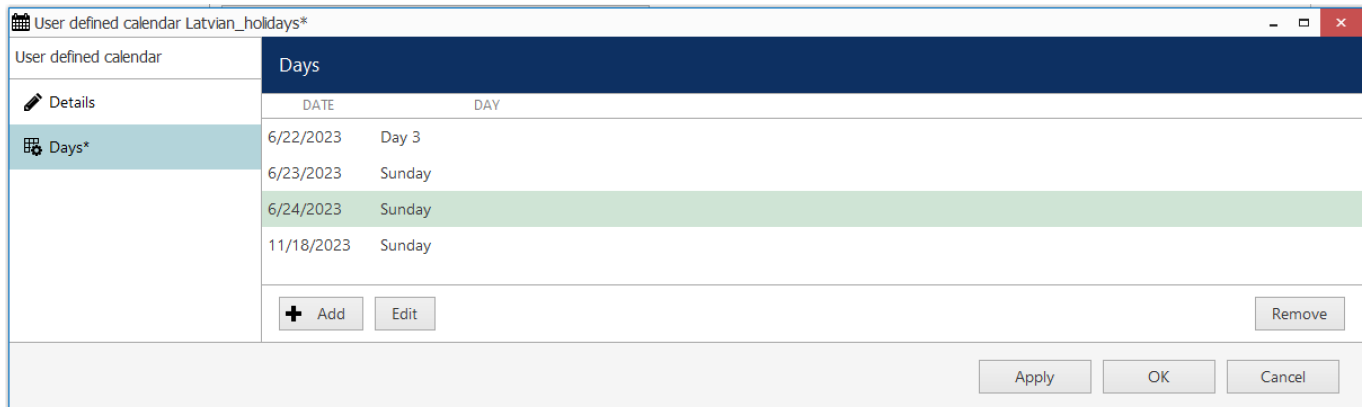 User defined calendar Latvian_holidays*
User defined calendar
Details
Days*
Days
DATE DAY
6/22/2023 Day 3
6/23/2023 Sunday
6/24/2023 Sunday
11/18/2023 Sunday
Add Edit Remove
Apply OK Cancel